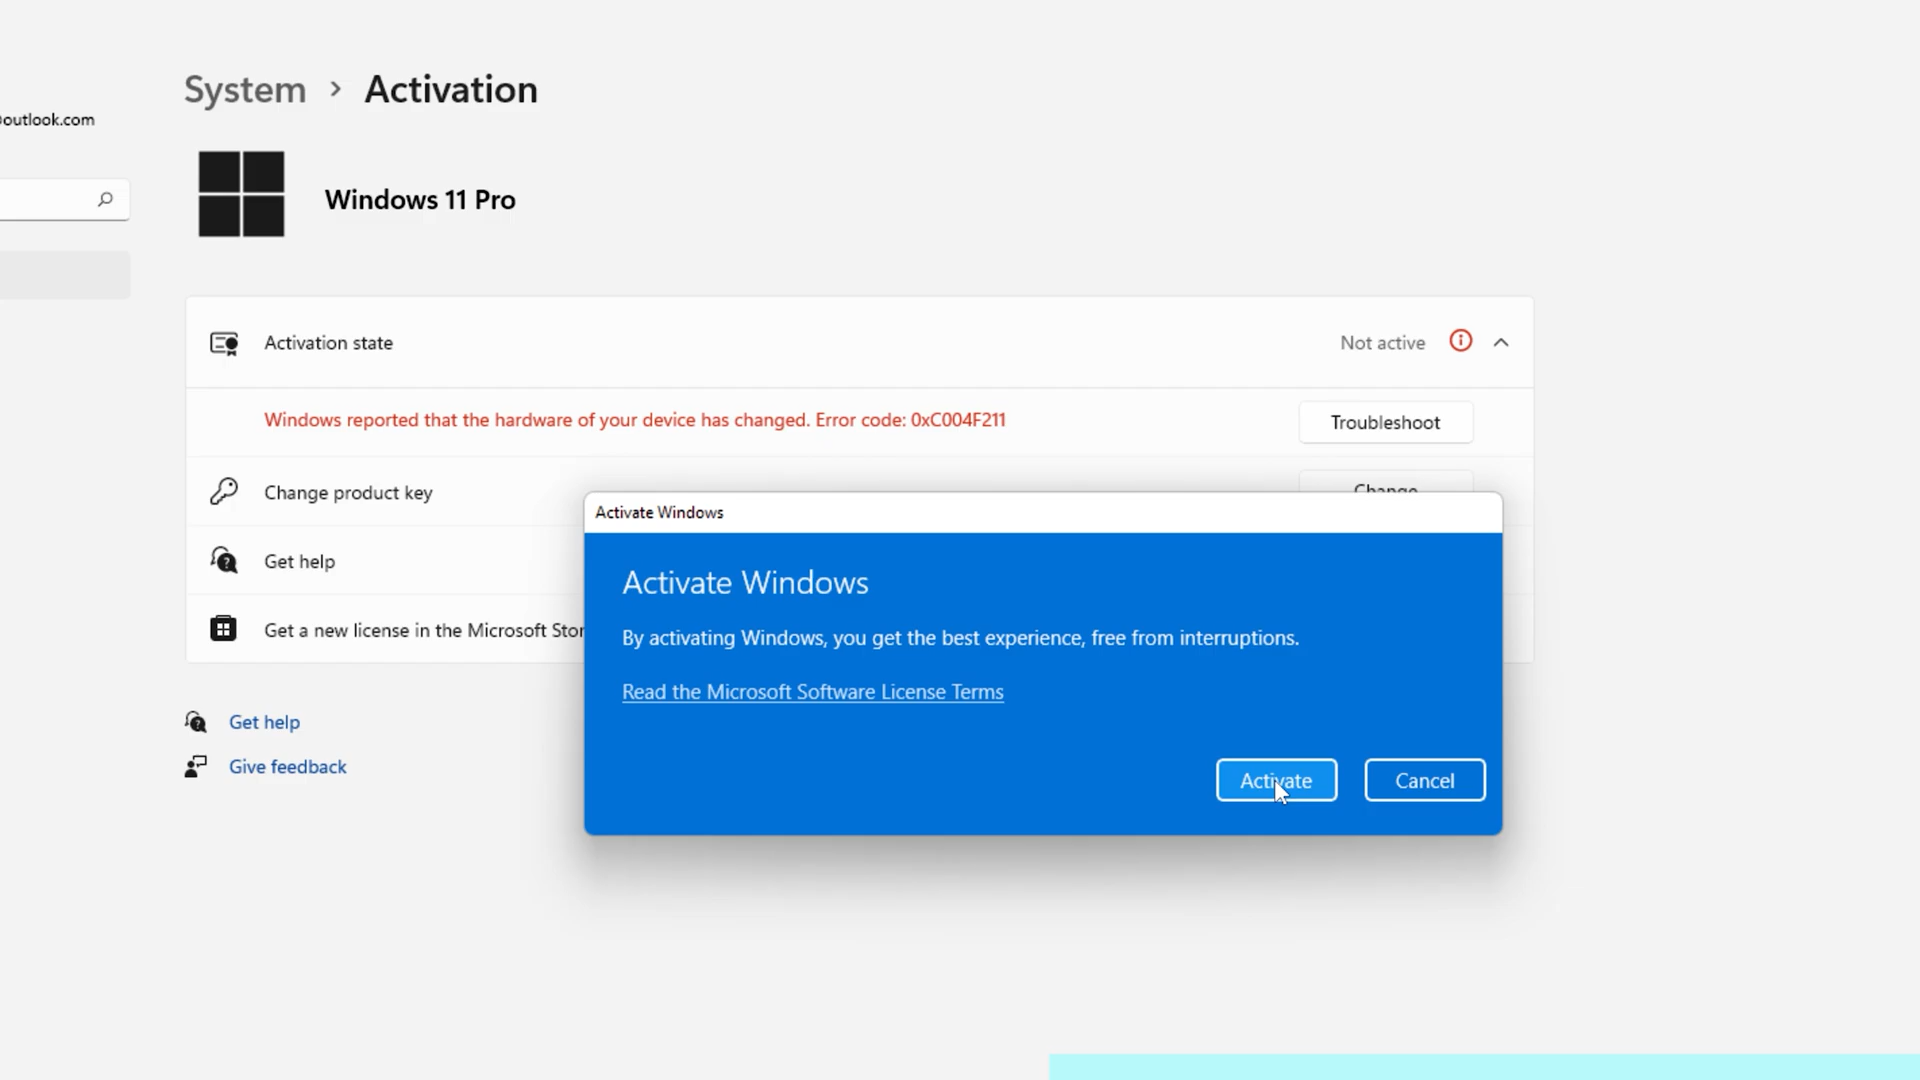 System > Activation
outlook.com
Windows 11 Pro
Activation state
Not active
Windows reported that the hardware of your device has changed. Error code: 0xC004F211
Troubleshoot
Change product key
Change
Activate Windows
Get help
Activate Windows
Get a new license in the Microsoft Stor
By activating Windows, you get the best experience, free from interruptions.
Read the Microsoft Software License Terms
Get help
Give feedback
Activate
Cancel